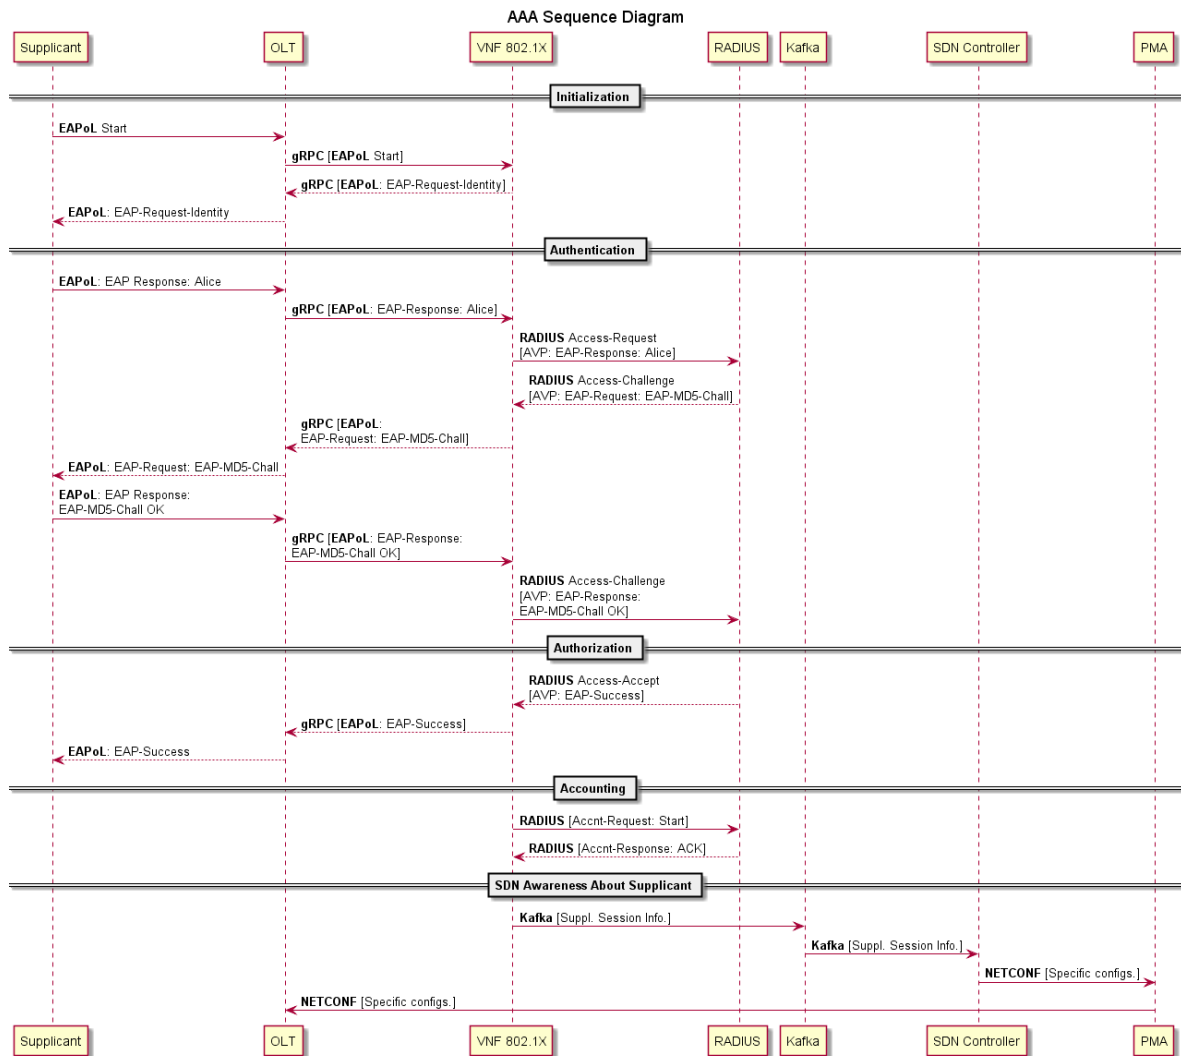 AAA Sequence Diagram
Supplicant
OLT
VNF 802.1X
RADIUS
Kafka
SDN Controller
PMA
Initialization
EAPoL Start
gRPC [EAPoL Start]
gRPC [EAPoL: EAP-Request-Identity]
EAPoL: EAP-Request-Identity
Authentication
EAPoL: EAP Response: Alice
gRPC [EAPoL: EAP-Response: Alice]
RADIUS Access-Request
[AVP: EAP-Response: Alice]
RADIUS Access-Challenge
[AVP: EAP-Request: EAP-MD5-Chall]
gRPC [EAPoL:
EAP-Request: EAP-MD5-Chall]
EAPoL: EAP-Request: EAP-MD5-Chall
EAPoL: EAP Response:
EAP-MD5-Chall OK
gRPC [EAPoL: EAP-Response:
EAP-MD5-Chall OK]
RADIUS Access-Challenge
[AVP: EAP-Response:
EAP-MD5-Chall OK]
Authorization
RADIUS Access-Accept
[AVP: EAP-Success]
gRPC [EAPoL: EAP-Success]
EAPoL: EAP-Success
Accounting
RADIUS [Accnt-Request: Start]
RADIUS [Accnt-Response: ACK]
SDN Awareness About Supplicant
Kafka [Suppl. Session Info.]
Kafka [Suppl. Session Info.]
NETCONF [Specific configs.]
NETCONF [Specific configs.]
Supplicant
OLT
VNF 802.1X
RADIUS
Kafka
SDN Controller
PMA